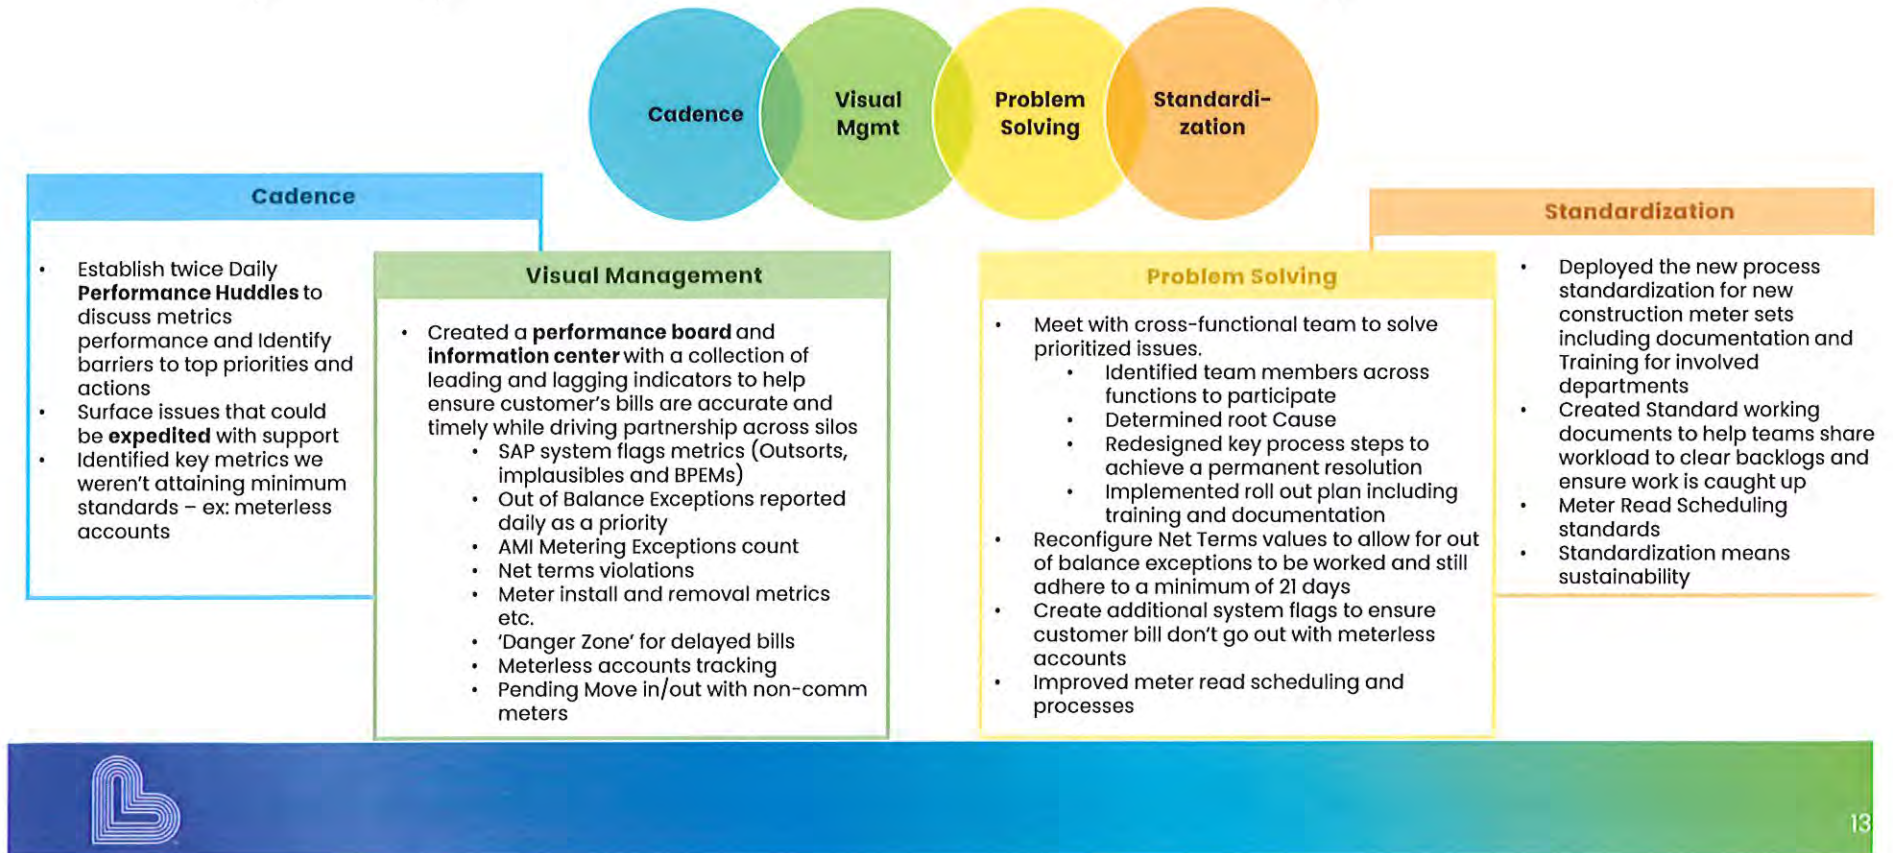 Cadence
Visual
Mgmt
Problem
Solving
Standardi-
zation
Cadence
• Establish twice Daily
Performance Huddles to
discuss metrics
performance and Identify
barriers to top priorities and
actions
• Surface issues that could
be expedited with support
• Identified key metrics we
weren't attaining minimum
standards – ex: meterless
accounts
Visual Management
• Created a performance board and
information center with a collection of
leading and lagging indicators to help
ensure customer's bills are accurate and
timely while driving partnership across silos
• SAP system flags metrics (Outsorts,
implausibles and BPEMs)
• Out of Balance Exceptions reported
daily as a priority
• AMI Metering Exceptions count
• Net terms violations
• Meter install and removal metrics
etc.
• 'Danger Zone' for delayed bills
• Meterless accounts tracking
• Pending Move in/out with non-comm
meters
Problem Solving
• Meet with cross-functional team to solve
prioritized issues.
• Identified team members across
functions to participate
• Determined root Cause
• Redesigned key process steps to
achieve a permanent resolution
• Implemented roll out plan including
training and documentation
• Reconfigure Net Terms values to allow for out
of balance exceptions to be worked and still
adhere to a minimum of 21 days
• Create additional system flags to ensure
customer bill don't go out with meterless
accounts
• Improved meter read scheduling and
processes
Standardization
• Deployed the new process
standardization for new
construction meter sets
including documentation and
Training for involved
departments
• Created Standard working
documents to help teams share
workload to clear backlogs and
ensure work is caught up
• Meter Read Scheduling
standards
• Standardization means
sustainability
13